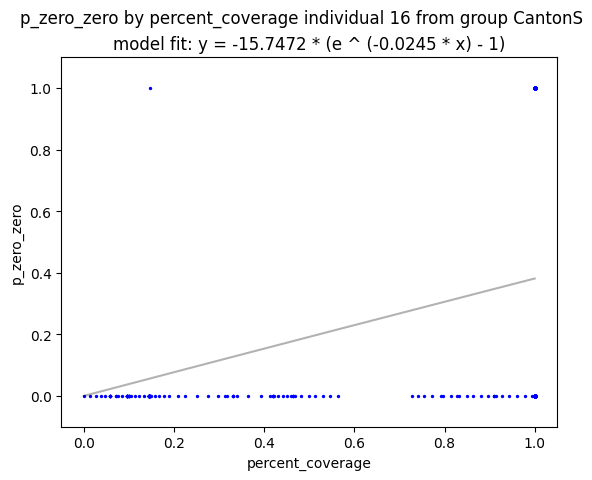 p_zero_zero by percent_coverage individual 16 from group CantonS
model fit: y = -15.7472 * (e ^ (-0.0245 * x) - 1)
1.0
0.8
0.6
0.4
0.2
0.0
p_zero_zero
0.0 0.2 0.4 0.6 0.8 1.0
percent_coverage